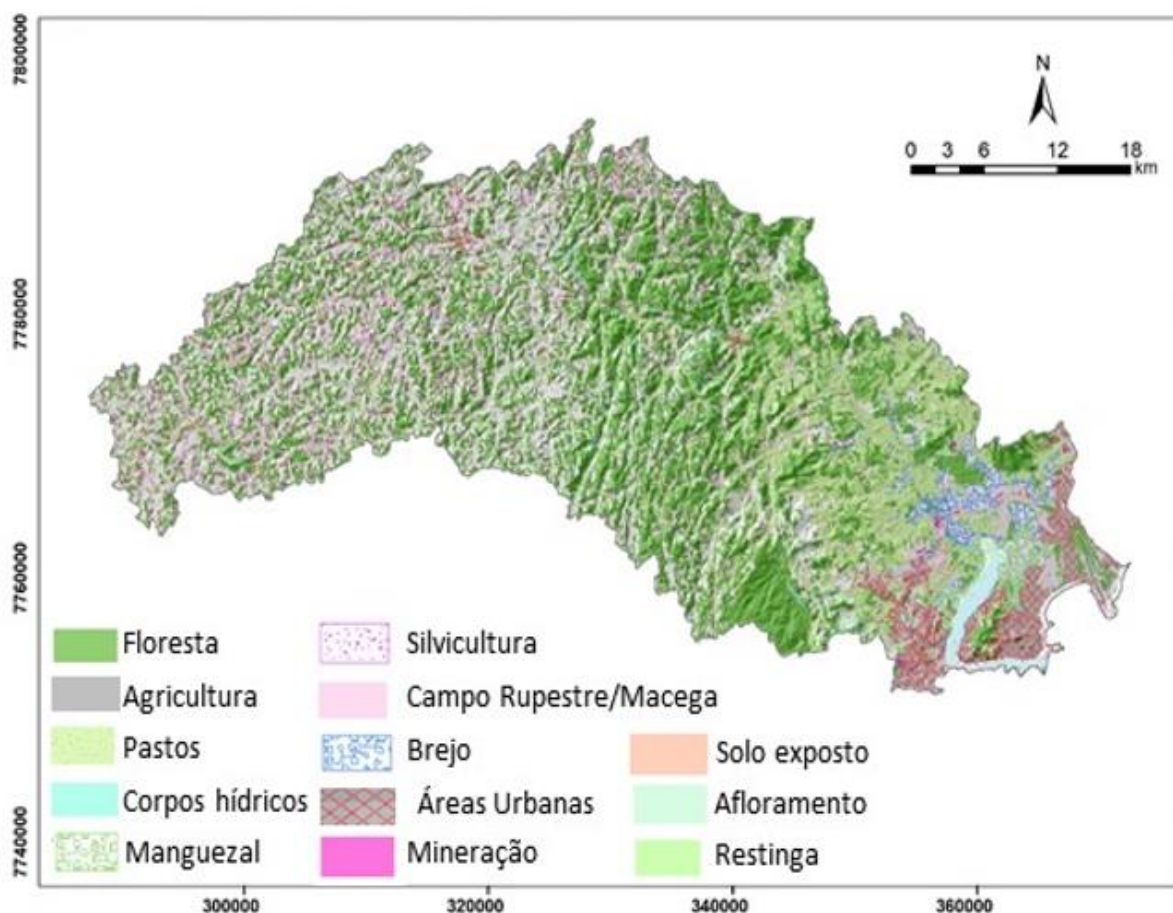 7800000
N
0 3 6 12 18
km
7780000
7760000
Floresta Silvicultura
Agricultura Campo Rupestre/Macega
Pastos Brejo Solo exposto
Corpos hídricos Áreas Urbanas Afloramento
Manguezal Mineração Restinga
7740000
300000 320000 340000 360000